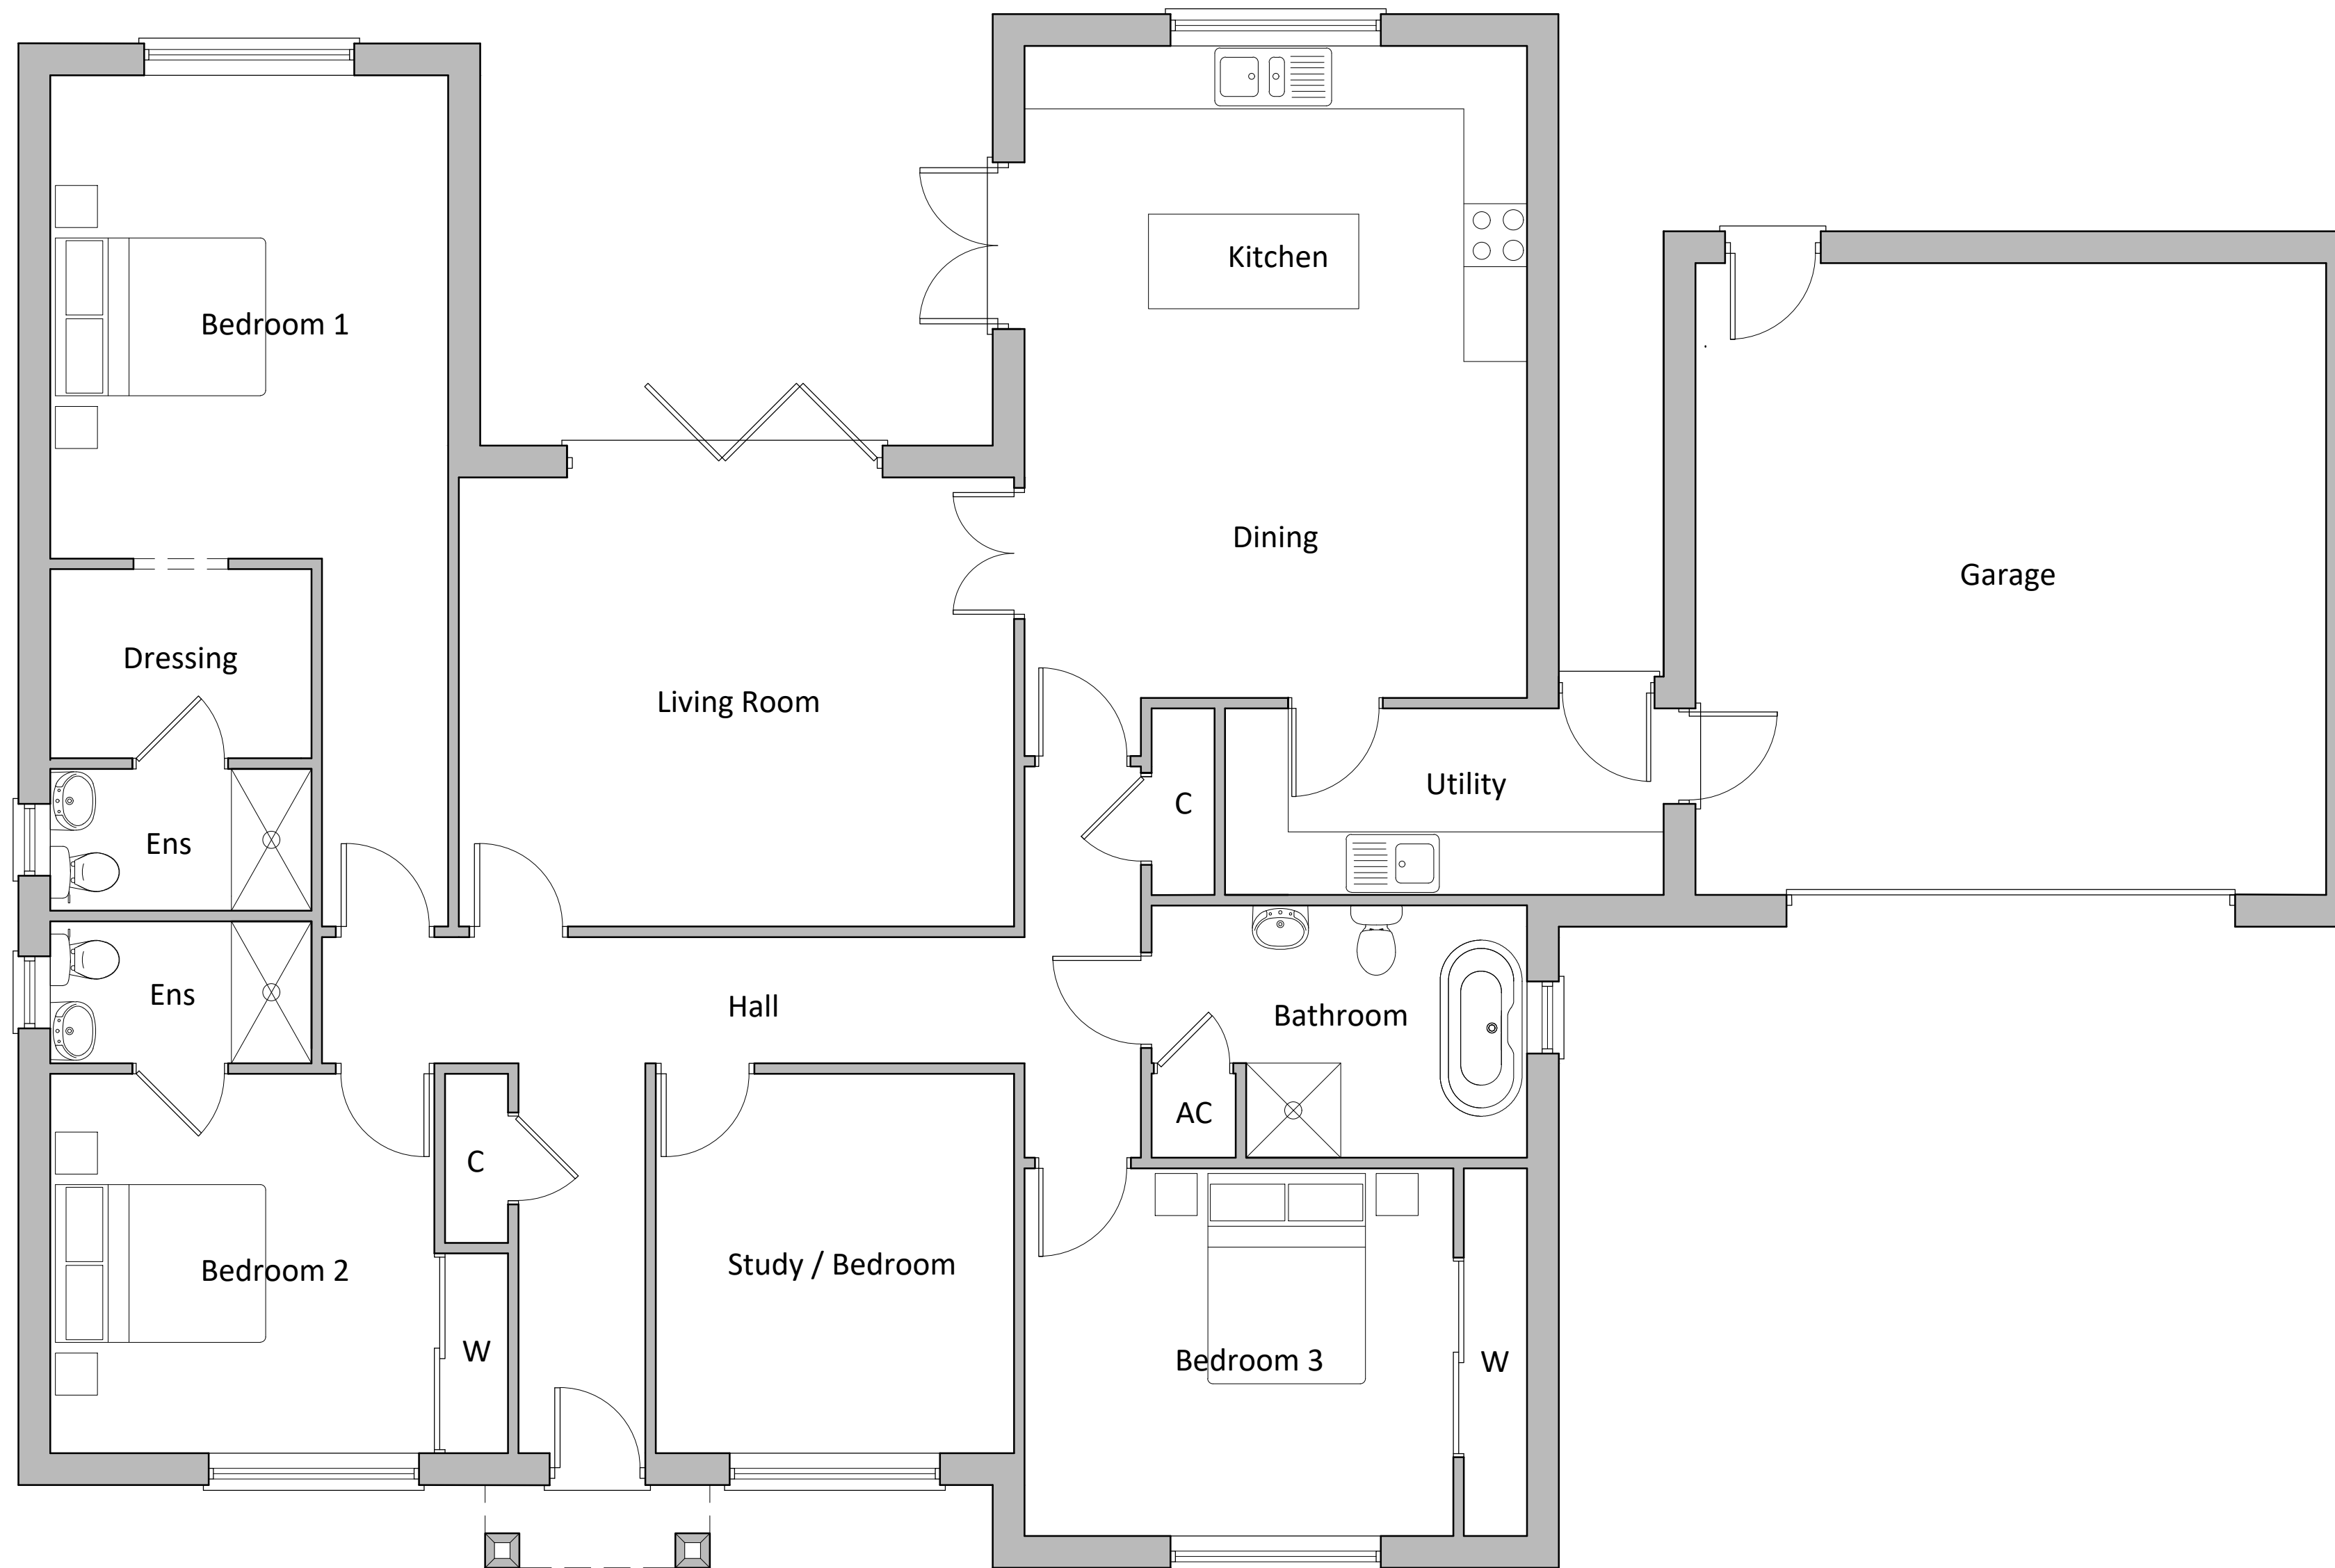 Kitchen
Bedroom 1
Dining
Garage
Dressing
Living Room
Utility
C
Ens
Ens
Hall
Bathroom
AC
C
Study / Bedroom
Bedroom 2
W
Bedroom 3
W